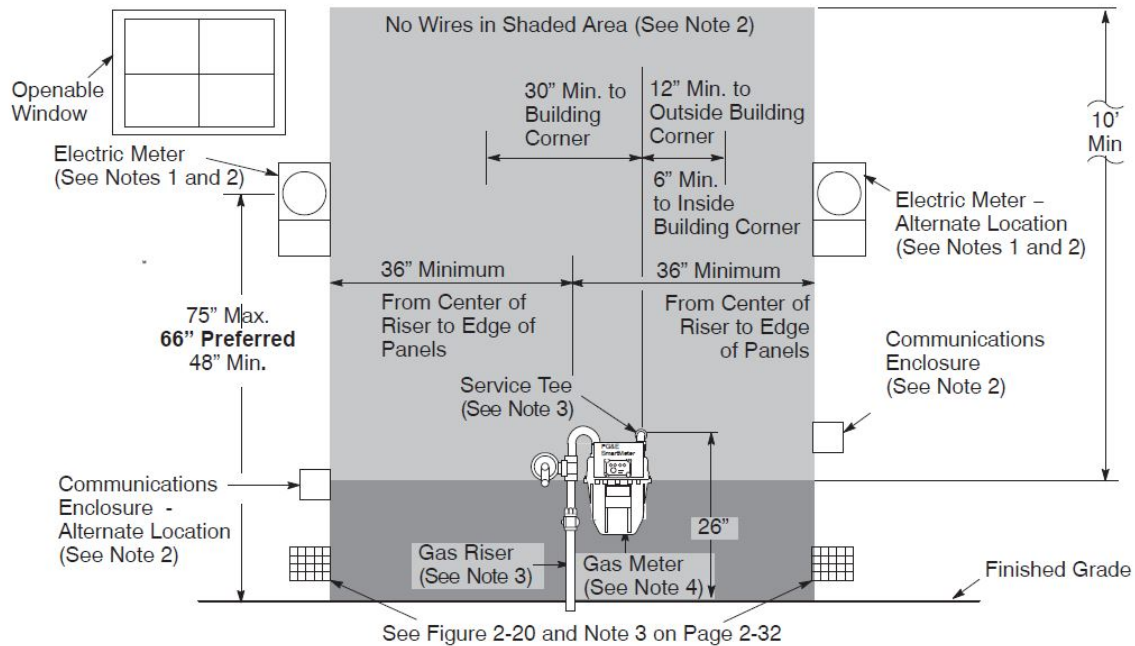 No Wires in Shaded Area (See Note 2)
Openable
Window
30” Min. to
Building
Corner
12” Min. to
Outside Building
Corner
10’
Min
Electric Meter
(See Notes 1 and 2)
6” Min.
to Inside
Building Corner
Electric Meter –
Alternate Location
(See Notes 1 and 2)
36” Minimum
From Center of
Riser to Edge of
Panels
36” Minimum
From Center of
Riser to Edge
of Panels
75” Max.
66” Preferred
48” Min.
Communications
Enclosure
(See Note 2)
Service Tee
(See Note 3)
PG&E
SmartMeter
Communications
Enclosure -
Alternate Location
(See Note 2)
26”
Gas Riser
(See Note 3)
Gas Meter
(See Note 4)
Finished Grade
See Figure 2-20 and Note 3 on Page 2-32